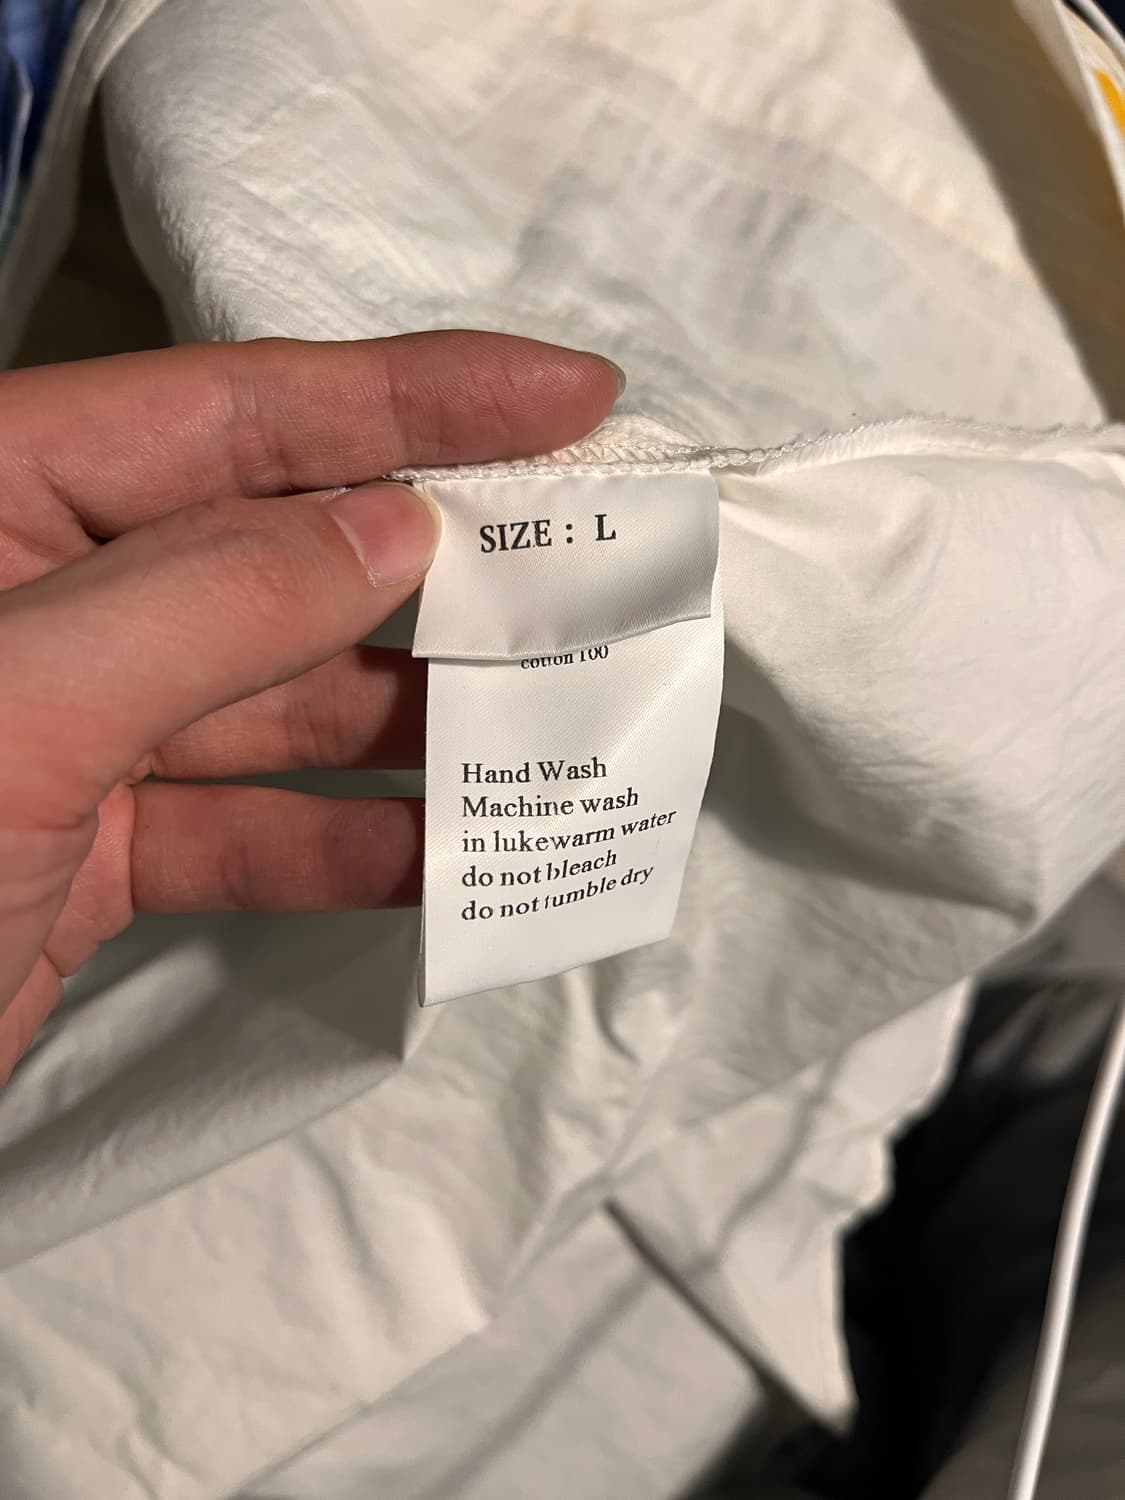 SIZE : L
cotton 100
Hand Wash
Machine wash
in lukewarm water
do not bleach
do not tumble dry